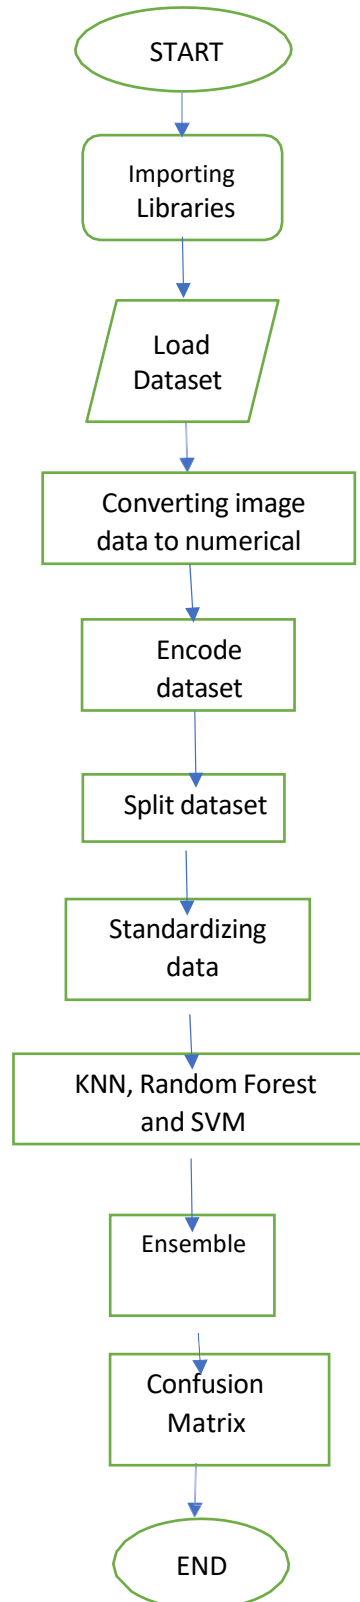 START
Importing
Libraries
Load
Dataset
Converting image
data to numerical
Encode
dataset
Split dataset
Standardizing
data
KNN, Random Forest
and SVM
Ensemble
Confusion
Matrix
END